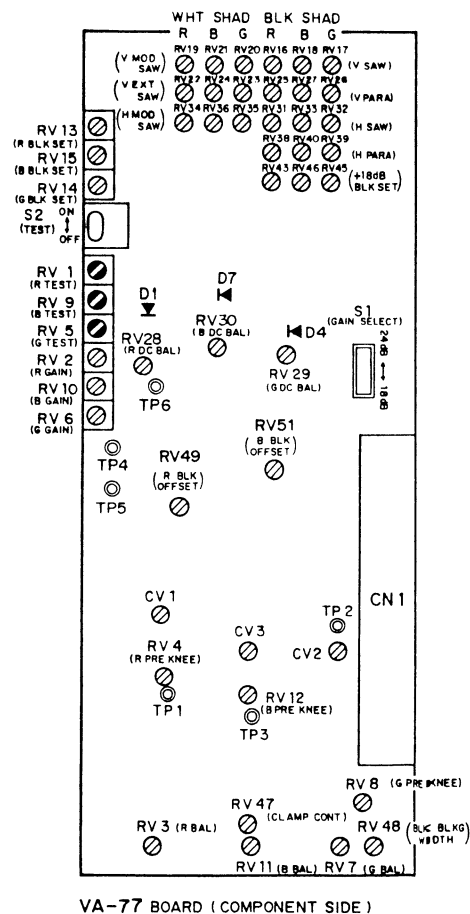 WHT SHAD BLK SHAD
R B G R B G
RV19 RV21 RV20 RV16 RV18 RV17
(V MOD SAW) (V SAW)
RV22 RV24 RV23 RV25 RV27 RV26
(V EXT SAW) (V PARA)
RV34 RV36 RV35 RV31 RV33 RV32
(H MOD SAW) (H SAW)
RV38 RV40 RV39
(H PARA)
RV43 RV46 RV45
(+18dB BLK SET)
RV 13
(R BLK SET)
RV 15
(B BLK SET)
RV 14
(G BLK SET)
S2 ON
(TEST) OFF
RV 1
(R TEST)
RV 9
(B TEST)
RV 5
(G TEST)
RV 2
(R GAIN)
RV 10
(B GAIN)
RV 6
(G GAIN)
D1
D7
RV28
(R DC BAL)
RV30
(B DC BAL)
D4
RV 29
(G DC BAL)
S1
(GAIN SELECT)
24dB ↔ 18dB
TP6
TP4
TP5
RV49
(R BLK OFFSET)
RV51
(B BLK OFFSET)
CN 1
CV 1
RV 4
(R PRE KNEE)
TP1
CV3
TP 2
CV2
RV 12
(B PRE KNEE)
TP3
RV 8 (G PRE KNEE)
RV 47
(CLAMP CONT)
RV 3 (R BAL)
RV 11 (B BAL)
RV 7 (G BAL)
RV 48 (BLK BLKG WIDTH)
VA-77 BOARD (COMPONENT SIDE)